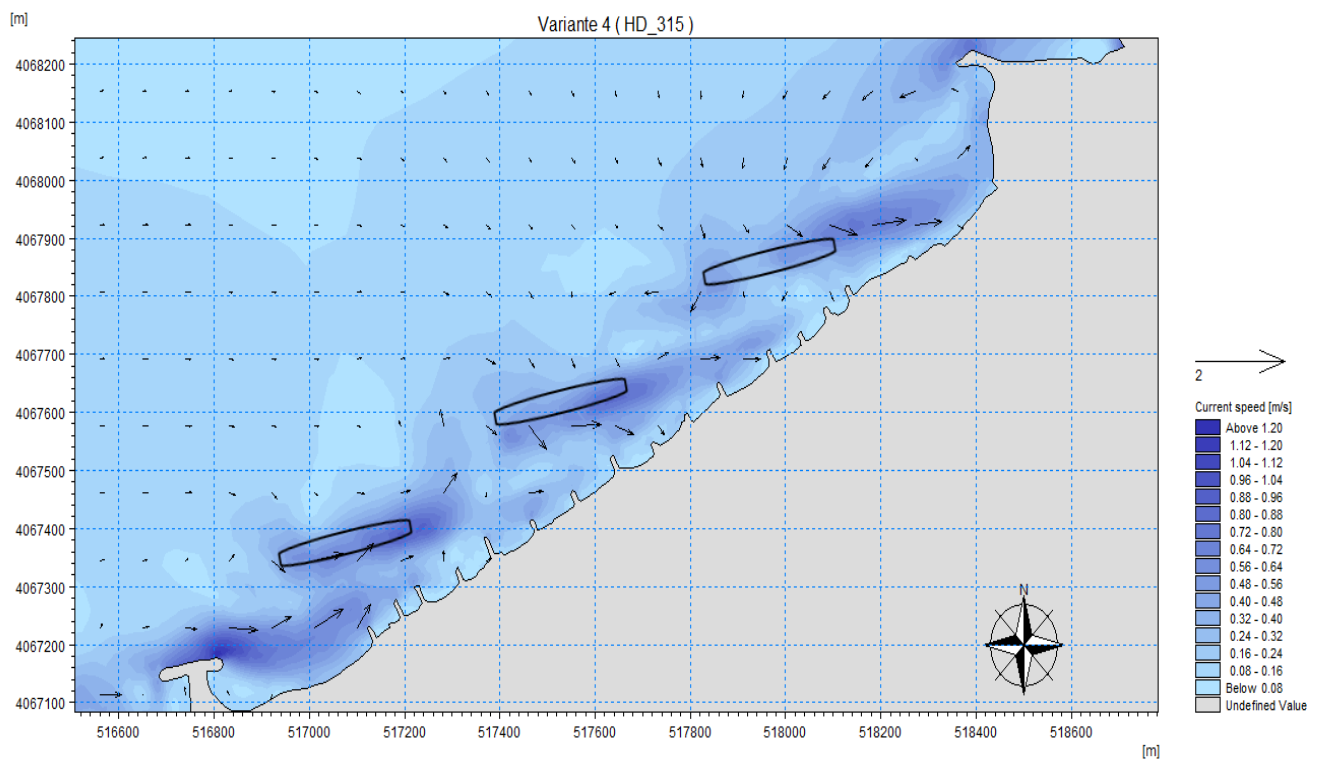 [m]
Variante 4 ( HD_315 )
4068200
4068100
4068000
4067900
4067800
4067700
4067600
4067500
4067400
4067300
4067200
4067100
516600 516800 517000 517200 517400 517600 517800 518000 518200 518400 518600
[m]
N
2
Current speed [m/s]
Above 1.20
1.12 - 1.20
1.04 - 1.12
0.96 - 1.04
0.88 - 0.96
0.80 - 0.88
0.72 - 0.80
0.64 - 0.72
0.56 - 0.64
0.48 - 0.56
0.40 - 0.48
0.32 - 0.40
0.24 - 0.32
0.16 - 0.24
0.08 - 0.16
Below 0.08
Undefined Value